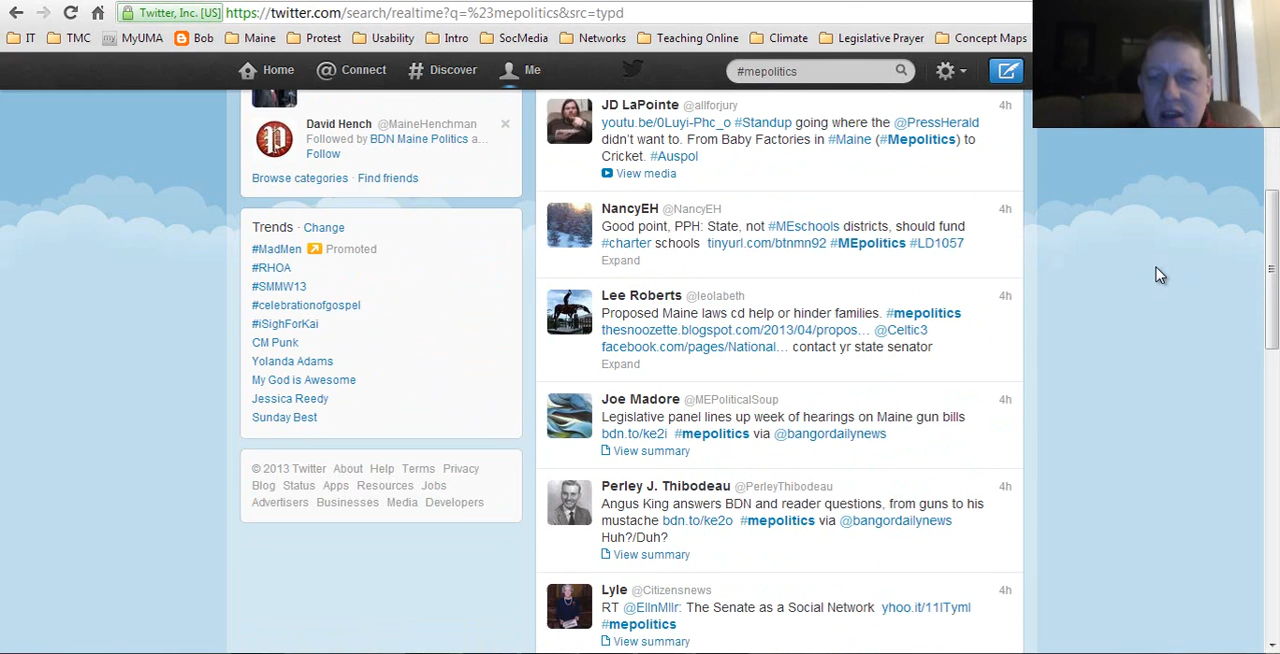 Twitter, Inc. [US] https://twitter.com/search/realtime?q=%23mepolitics&src=typd
IT TMC MyUMA Bob Maine Protest Usability Intro SocMedia Networks Teaching Online Climate Legislative Prayer Concept Maps
Home Connect Discover Me #mepolitics
David Hench @MaineHenchman
Followed by BDN Maine Politics a...
Follow
Browse categories · Find friends
Trends · Change
#MadMen Promoted
#RHOA
#SMMW13
#celebrationofgospel
#iSighForKai
CM Punk
Yolanda Adams
My God is Awesome
Jessica Reedy
Sunday Best
© 2013 Twitter About Help Terms Privacy
Blog Status Apps Resources Jobs
Advertisers Businesses Media Developers
JD LaPointe @allforjury 4h
youtu.be/0Luyi-Phc_o #Standup going where the @PressHerald
didn't want to. From Baby Factories in #Maine (#Mepolitics) to
Cricket. #Auspol
View media
NancyEH @NancyEH 4h
Good point, PPH: State, not #MEschools districts, should fund
#charter schools tinyurl.com/btnmn92 #MEpolitics #LD1057
Expand
Lee Roberts @leolabeth 4h
Proposed Maine laws cd help or hinder families. #mepolitics
thesnoozette.blogspot.com/2013/04/propos... @Celtic3
facebook.com/pages/National... contact yr state senator
Expand
Joe Madore @MEPoliticalSoup 4h
Legislative panel lines up week of hearings on Maine gun bills
bdn.to/ke2i #mepolitics via @bangordailynews
View summary
Perley J. Thibodeau @PerleyThibodeau 4h
Angus King answers BDN and reader questions, from guns to his
mustache bdn.to/ke2o #mepolitics via @bangordailynews
Huh?/Duh?
View summary
Lyle @Citizensnews 4h
RT @EllnMllr: The Senate as a Social Network yhoo.it/11lTyml
#mepolitics
View summary